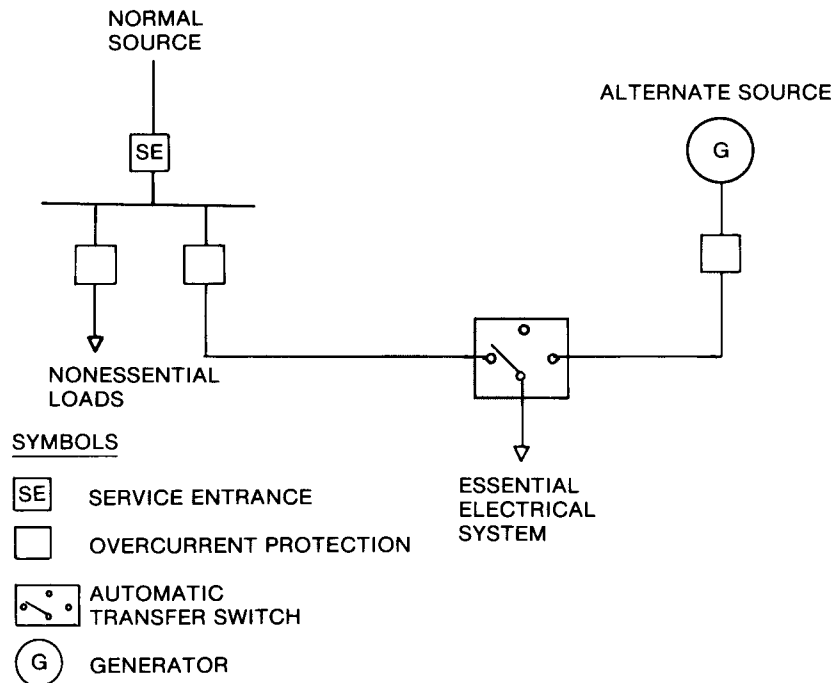 NORMAL
SOURCE
ALTERNATE SOURCE
SE
G
NONESSENTIAL
LOADS
ESSENTIAL
ELECTRICAL
SYSTEM
SYMBOLS
SE SERVICE ENTRANCE
OVERCURRENT PROTECTION
AUTOMATIC
TRANSFER SWITCH
G GENERATOR